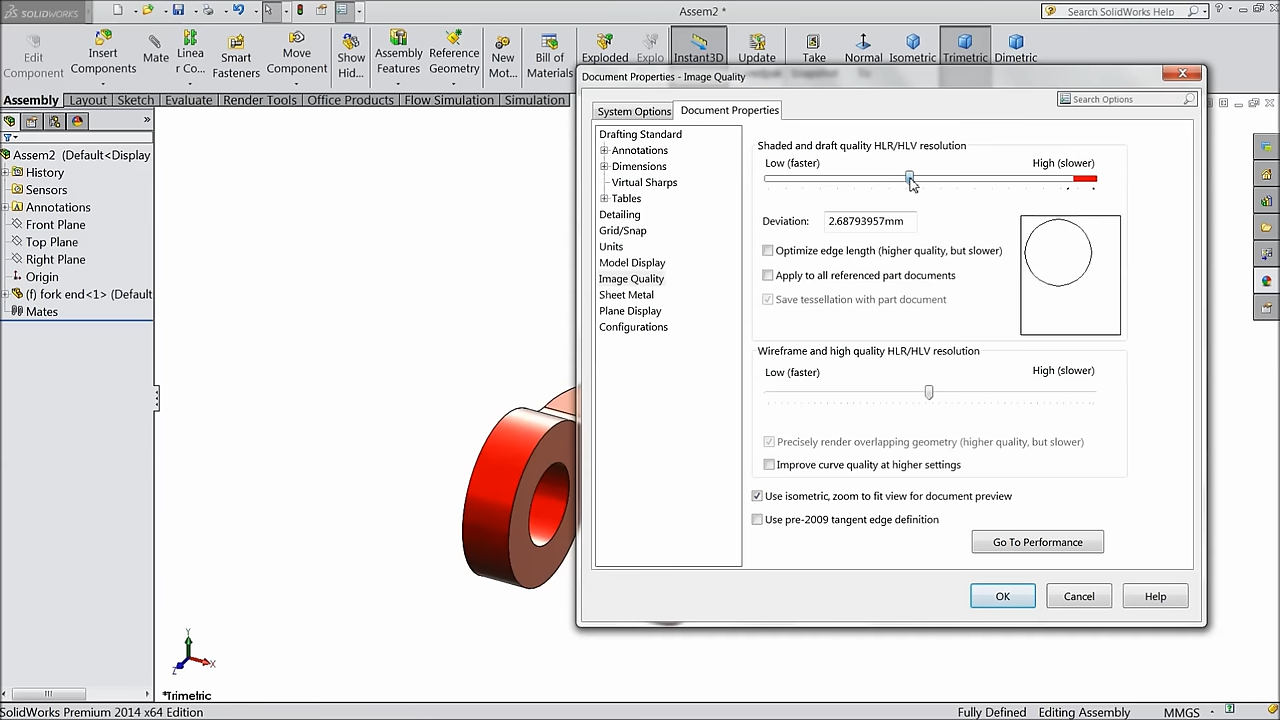 SOLIDWORKS
Assem2 *
Search SolidWorks Help
Edit Component
Insert Components
Mate
Linea r Co...
Smart Fasteners
Move Component
Show Hid...
Assembly Features
Reference Geometry
New Mot...
Bill of Materials
Exploded
Explo
Instant3D
Update
Take
Normal
Isometric
Trimetric
Dimetric
Assembly
Layout
Sketch
Evaluate
Render Tools
Office Products
Flow Simulation
Simulation
Assem2 (Default<Display
History
Sensors
Annotations
Front Plane
Top Plane
Right Plane
Origin
(f) fork end<1> (Default
Mates
Document Properties - Image Quality
System Options
Document Properties
Search Options
Drafting Standard
Annotations
Dimensions
Virtual Sharps
Tables
Detailing
Grid/Snap
Units
Model Display
Image Quality
Sheet Metal
Plane Display
Configurations
Shaded and draft quality HLR/HLV resolution
Low (faster)
High (slower)
Deviation:
2.68793957mm
Optimize edge length (higher quality, but slower)
Apply to all referenced part documents
Save tessellation with part document
Wireframe and high quality HLR/HLV resolution
Low (faster)
High (slower)
Precisely render overlapping geometry (higher quality, but slower)
Improve curve quality at higher settings
Use isometric, zoom to fit view for document preview
Use pre-2009 tangent edge definition
Go To Performance
OK
Cancel
Help
Y
X
Z
*Trimetric
SolidWorks Premium 2014 x64 Edition
Fully Defined
Editing Assembly
MMGS